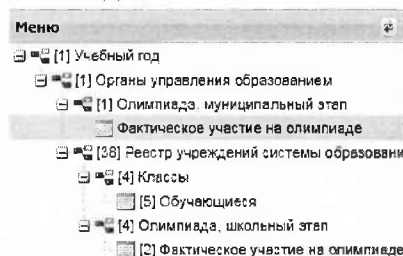 Меню
[1] Учебный год
[1] Органы управления образованием
[1] Олимпиада, муниципальный этап
Фактическое участие на олимпиаде
[38] Реестр учреждений системы образовани
[4] Классы
[5] Обучающиеся
[4] Олимпиада, школьный этап
[2] Фактическое участие на олимпиаде